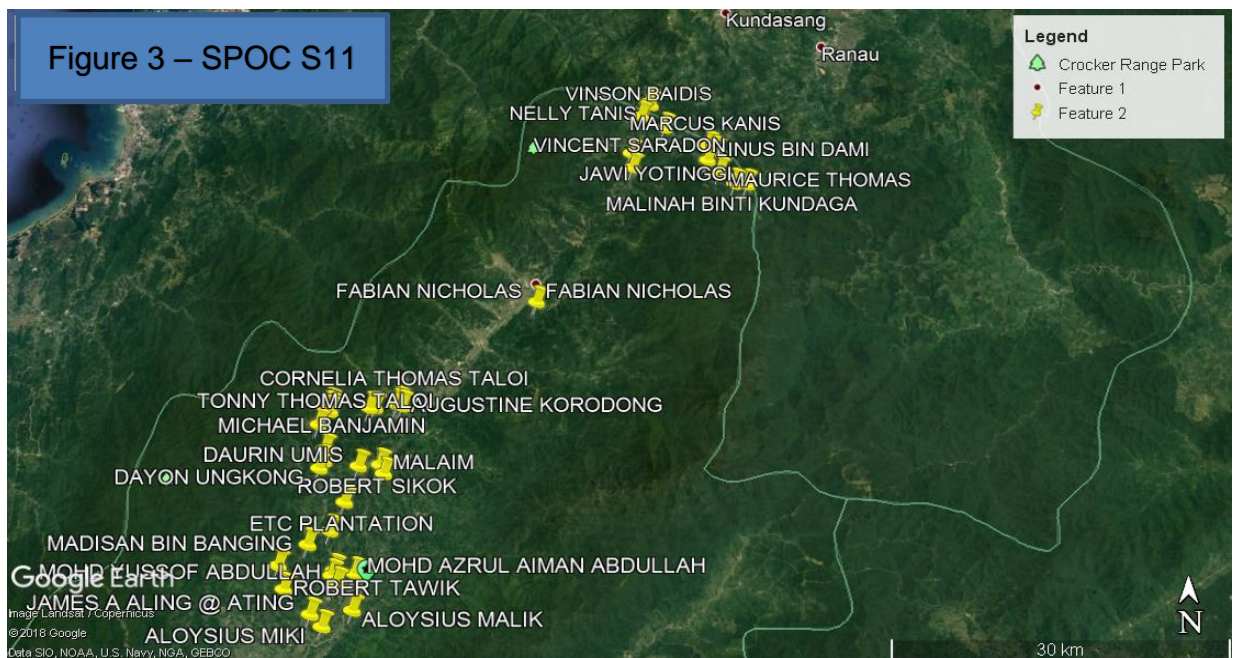 Figure 3 – SPOC S11
Kundasang
Ranau
Legend
Crocker Range Park
Feature 1
Feature 2
VINSON BAIDIS
NELLY TANIS
MARCUS KANIS
VINCENT SARADON
LINUS BIN DAMI
JAWI YOTINGGI
MAURICE THOMAS
MALINAH BINTI KUNDAGA
FABIAN NICHOLAS
FABIAN NICHOLAS
CORNELIA THOMAS TALOI
TONNY THOMAS TALOI
AUGUSTINE KORODONG
MICHAEL BANJAMIN
DAURIN UMIS
MALAIM
DAYON UNGKONG
ROBERT SIKOK
ETC PLANTATION
MADISAN BIN BANGING
MOHD YUSSOF ABDULLAH
MOHD AZRUL AIMAN ABDULLAH
Google Earth
ROBERT TAWIK
JAMES A ALING @ ATING
Image Landsat / Copernicus
ALOYSIUS MALIK
© 2018 Google
ALOYSIUS MIKI
Data SIO, NOAA, U.S. Navy, NGA, GEBCO
N
30 km